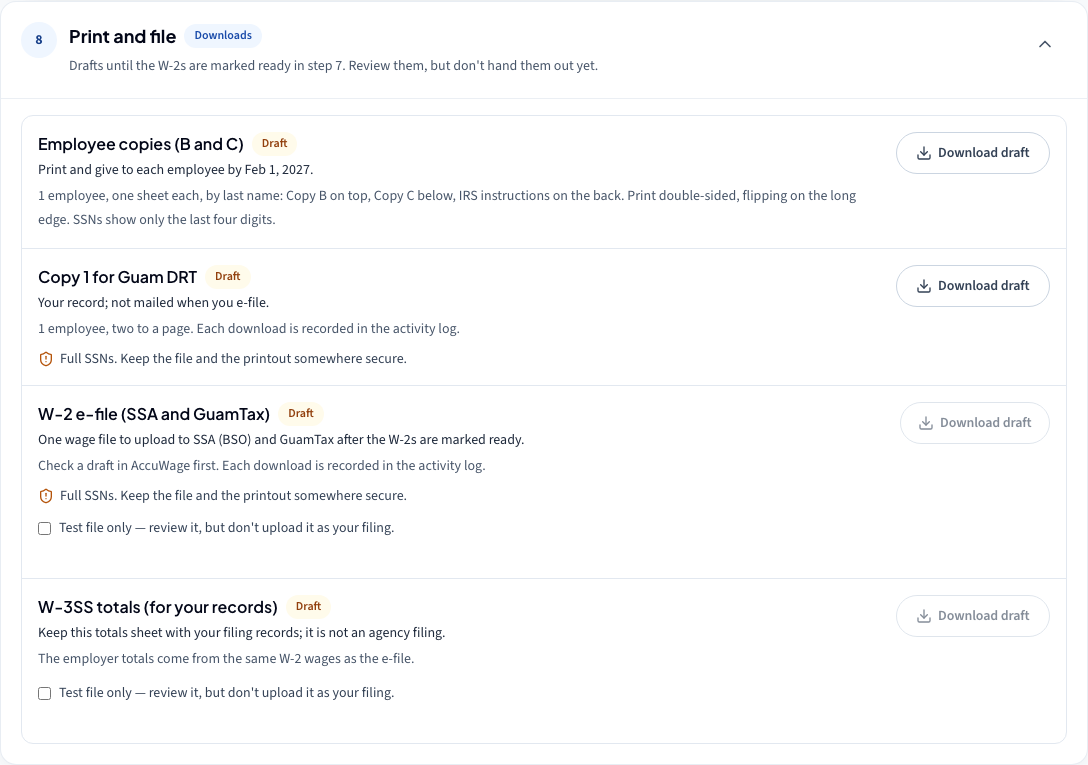 8
Print and file
Downloads
Drafts until the W-2s are marked ready in step 7. Review them, but don't hand them out yet.
Employee copies (B and C)
Draft
Download draft
Print and give to each employee by Feb 1, 2027.
1 employee, one sheet each, by last name: Copy B on top, Copy C below, IRS instructions on the back. Print double-sided, flipping on the long
edge. SSNs show only the last four digits.
Copy 1 for Guam DRT
Draft
Download draft
Your record; not mailed when you e-file.
1 employee, two to a page. Each download is recorded in the activity log.
Full SSNs. Keep the file and the printout somewhere secure.
W-2 e-file (SSA and GuamTax)
Draft
Download draft
One wage file to upload to SSA (BSO) and GuamTax after the W-2s are marked ready.
Check a draft in AccuWage first. Each download is recorded in the activity log.
Full SSNs. Keep the file and the printout somewhere secure.
Test file only — review it, but don't upload it as your filing.
W-3SS totals (for your records)
Draft
Download draft
Keep this totals sheet with your filing records; it is not an agency filing.
The employer totals come from the same W-2 wages as the e-file.
Test file only — review it, but don't upload it as your filing.